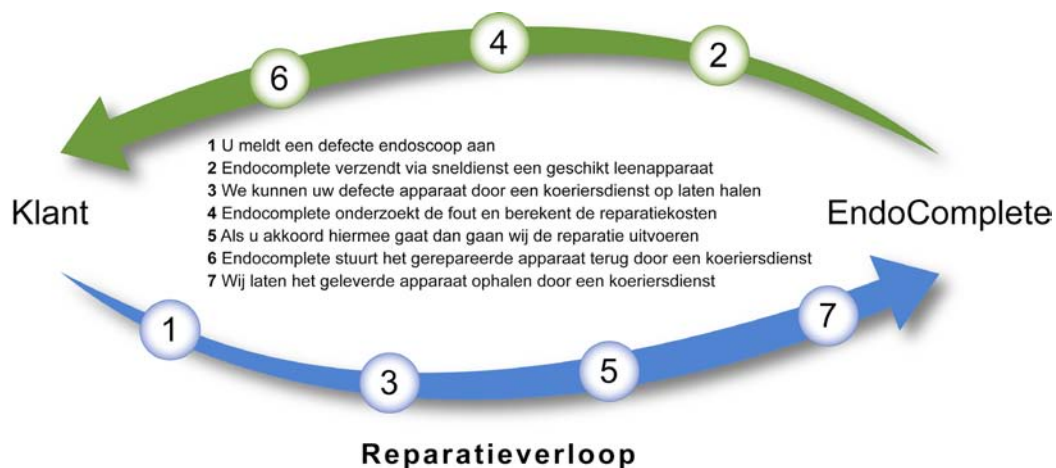 6
4
2
1 U meldt een defecte endoscoop aan
2 Endocomplete verzendt via sneldienst een geschikt leenapparaat
3 We kunnen uw defecte apparaat door een koeriersdienst op laten halen
4 Endocomplete onderzoekt de fout en berekent de reparatiekosten
5 Als u akkoord hiermee gaat dan gaan wij de reparatie uitvoeren
6 Endocomplete stuurt het gerepareerde apparaat terug door een koeriersdienst
7 Wij laten het geleverde apparaat ophalen door een koeriersdienst
Klant
EndoComplete
1
3
5
7
Reparatieverloop